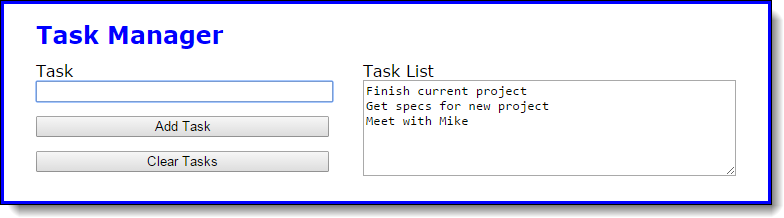 Task Manager
Task
Add Task
Clear Tasks
Task List
Finish current project
Get specs for new project
Meet with Mike